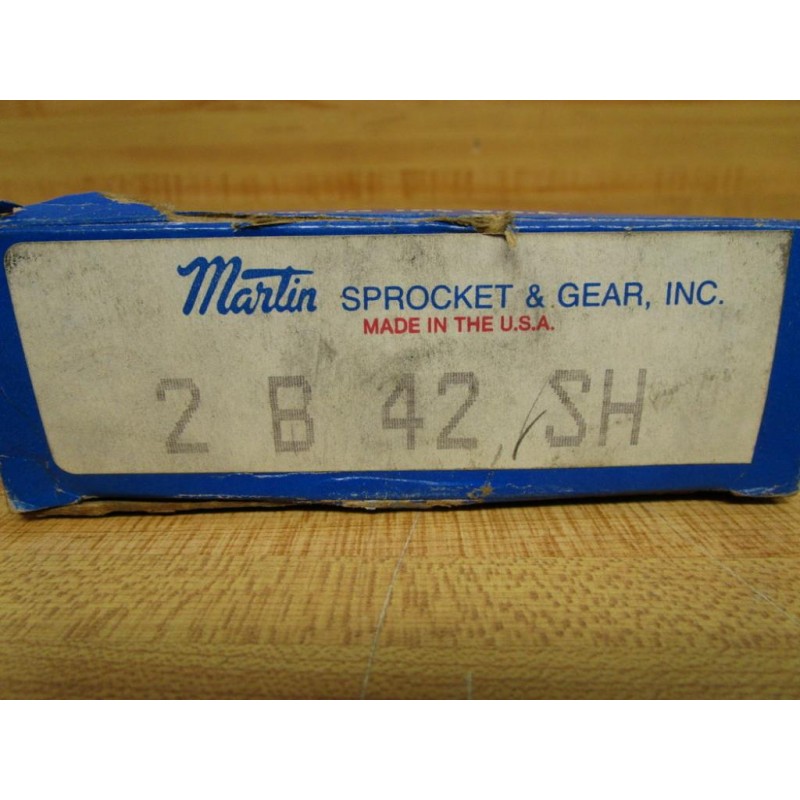 Martin SPROCKET & GEAR, INC.
MADE IN THE U.S.A.
2 B 42 SH